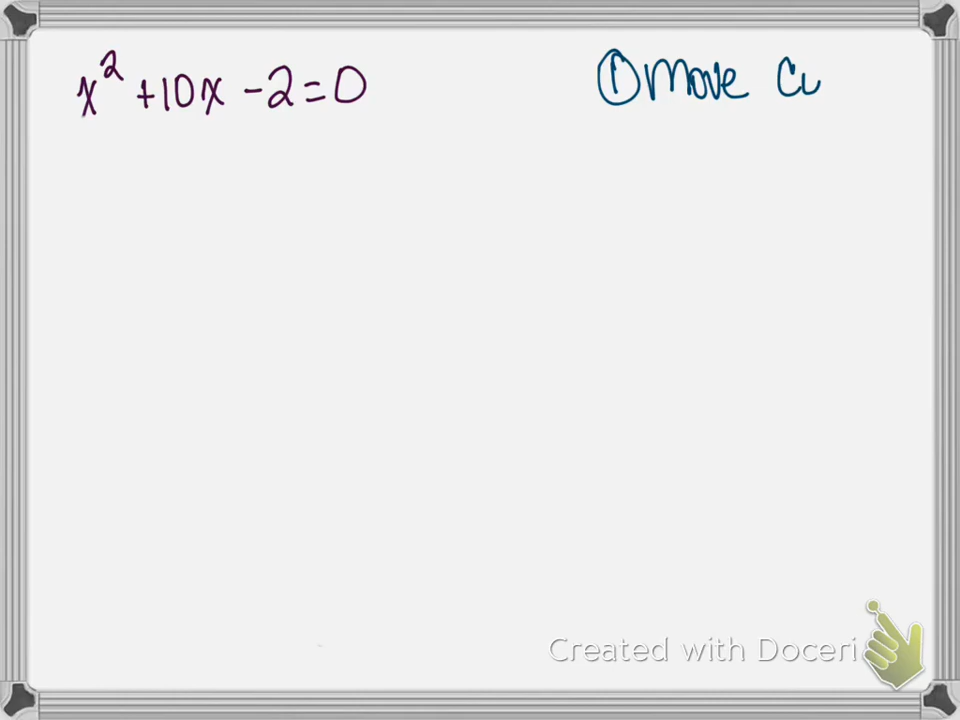 x² +10x -2=0
① Move
Created with Doceri